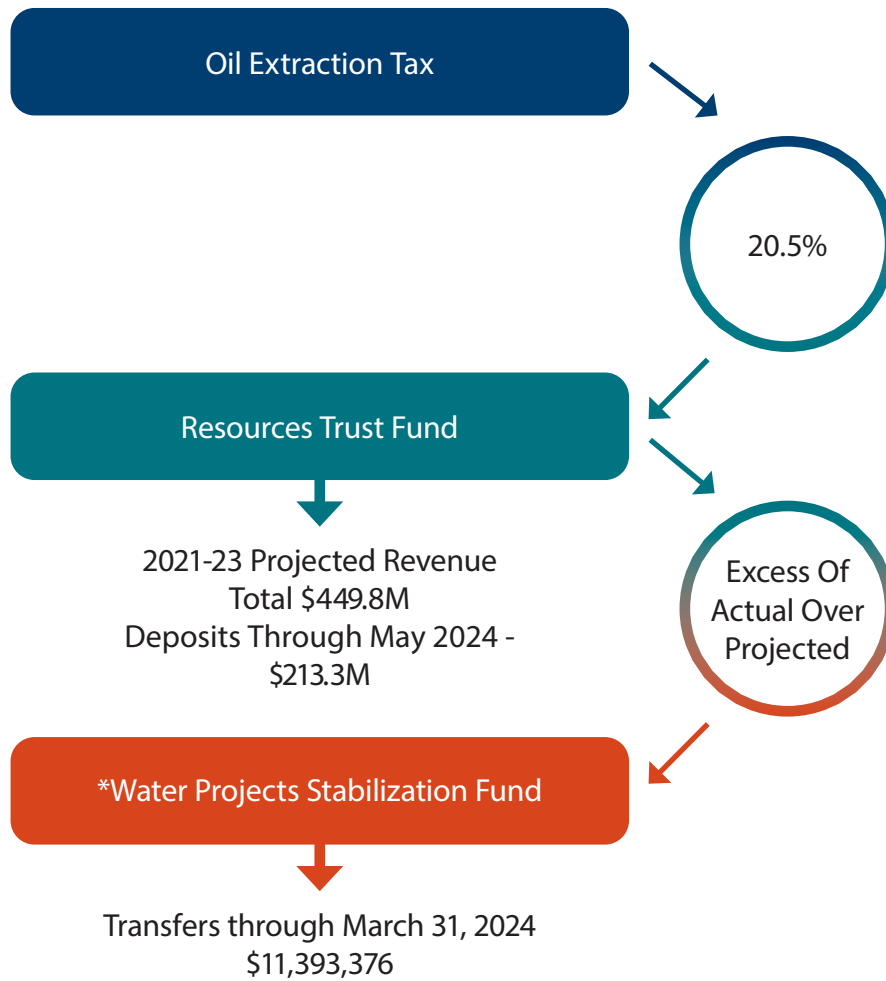 Oil Extraction Tax
20.5%
Resources Trust Fund
2021-23 Projected Revenue
Total $449.8M
Deposits Through May 2024 -
$213.3M
Excess Of
Actual Over
Projected
*Water Projects Stabilization Fund
Transfers through March 31, 2024
$11,393,376